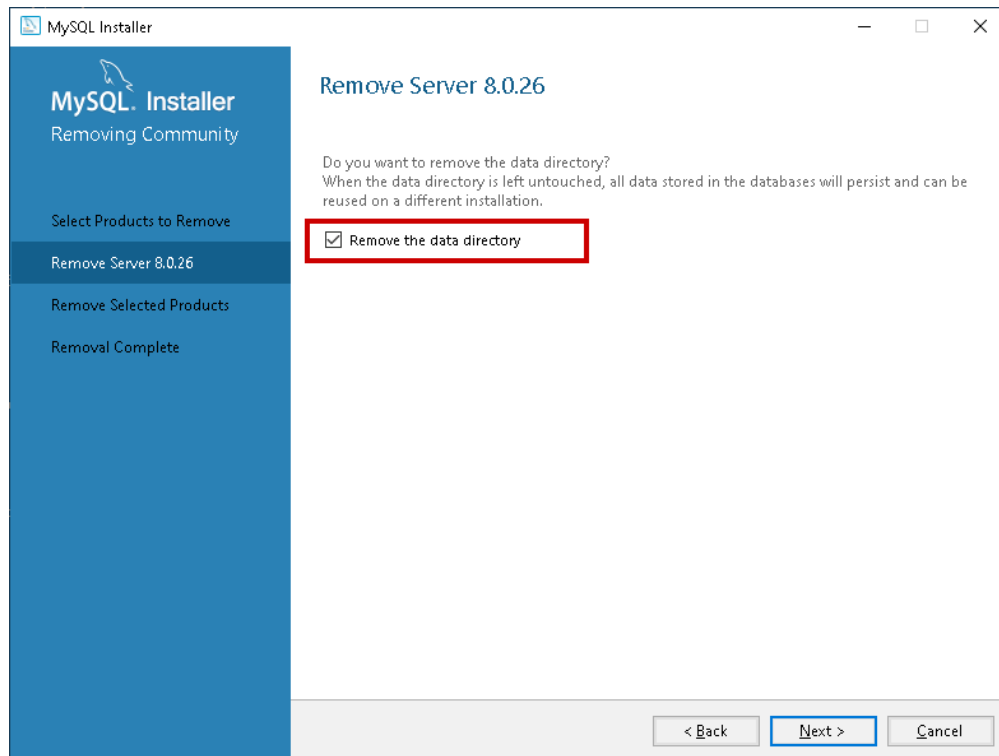 MySQL Installer
MySQL. Installer
Removing Community
Select Products to Remove
Remove Server 8.0.26
Remove Selected Products
Removal Complete
Remove Server 8.0.26
Do you want to remove the data directory?
When the data directory is left untouched, all data stored in the databases will persist and can be
reused on a different installation.
Remove the data directory
< Back
Next >
Cancel